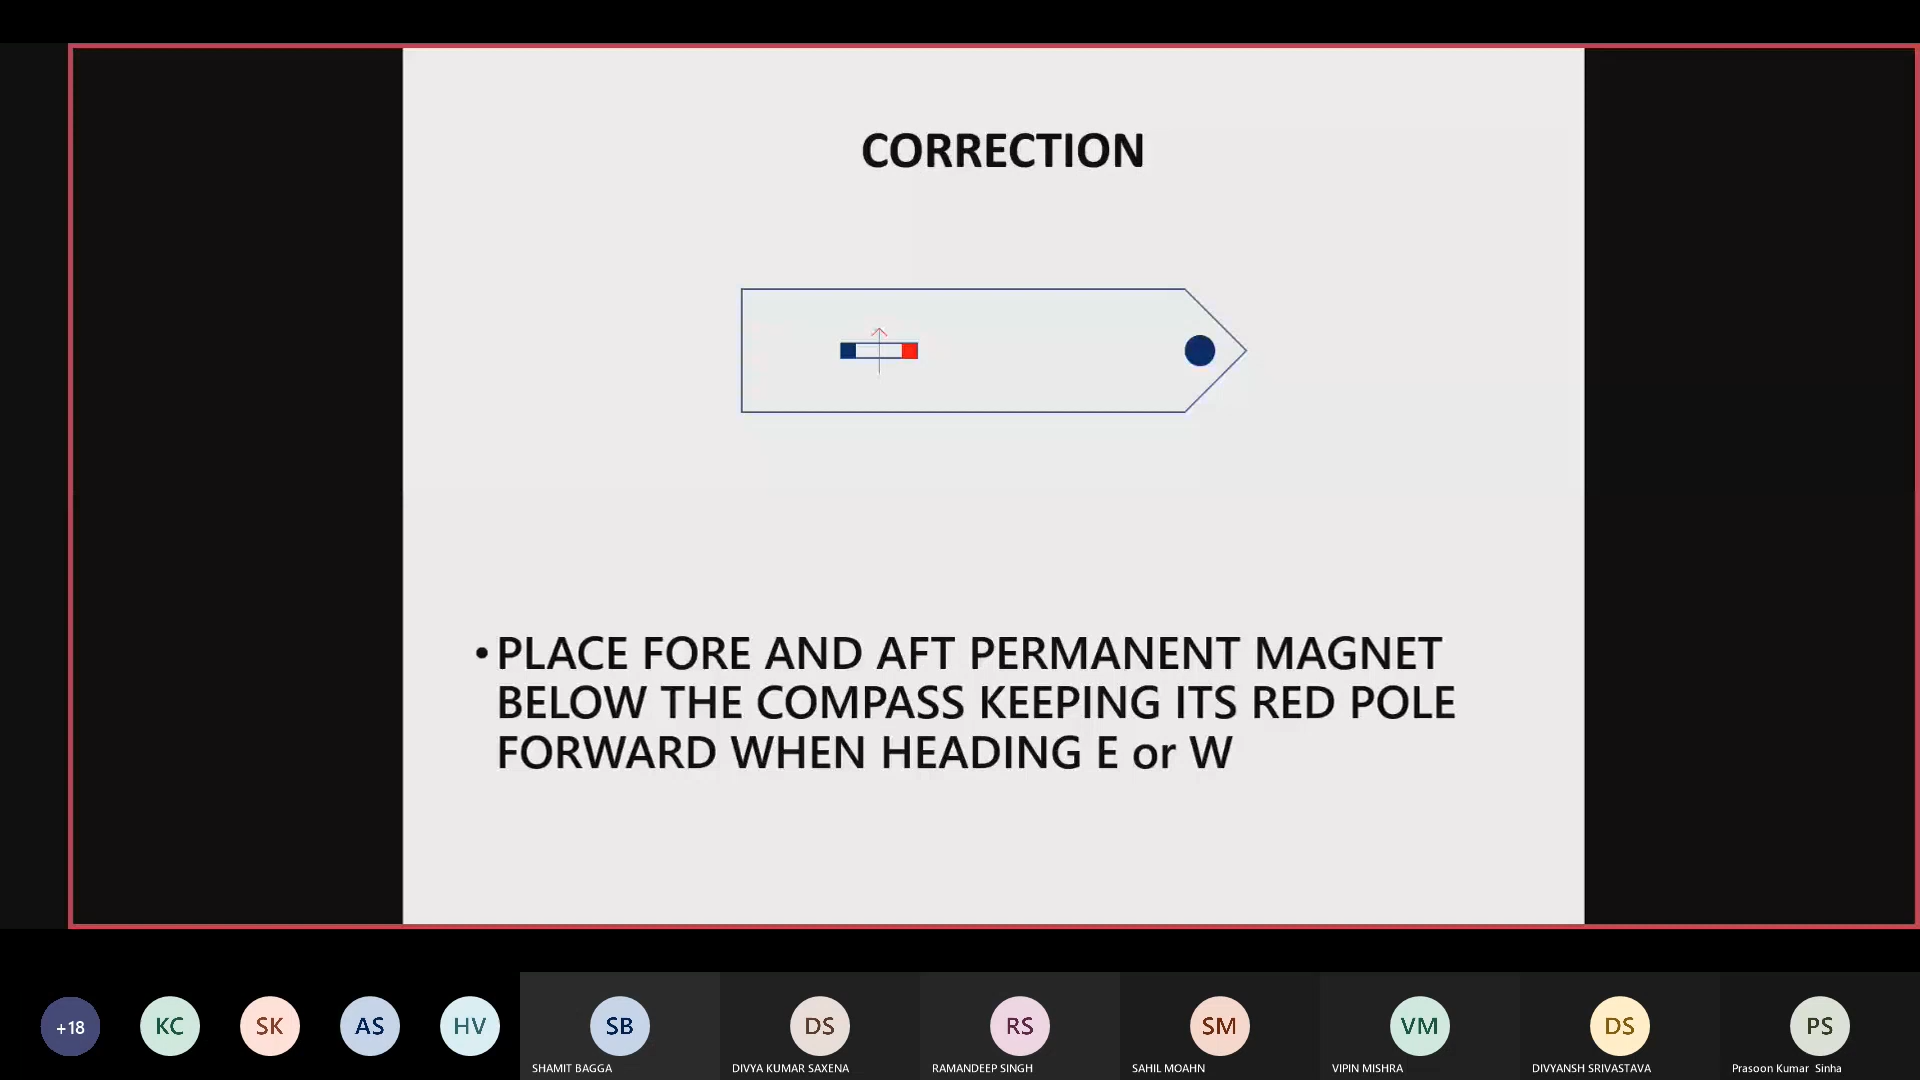 CORRECTION
• PLACE FORE AND AFT PERMANENT MAGNET
BELOW THE COMPASS KEEPING ITS RED POLE
FORWARD WHEN HEADING E or W
+18
KC
SK
AS
HV
SB
DS
RS
SM
VM
DS
PS
SHAMIT BAGGA
DIVYA KUMAR SAXENA
RAMANDEEP SINGH
SAHIL MOAHN
VIPIN MISHRA
DIVYANSH SRIVASTAVA
Prasoon Kumar Sinha